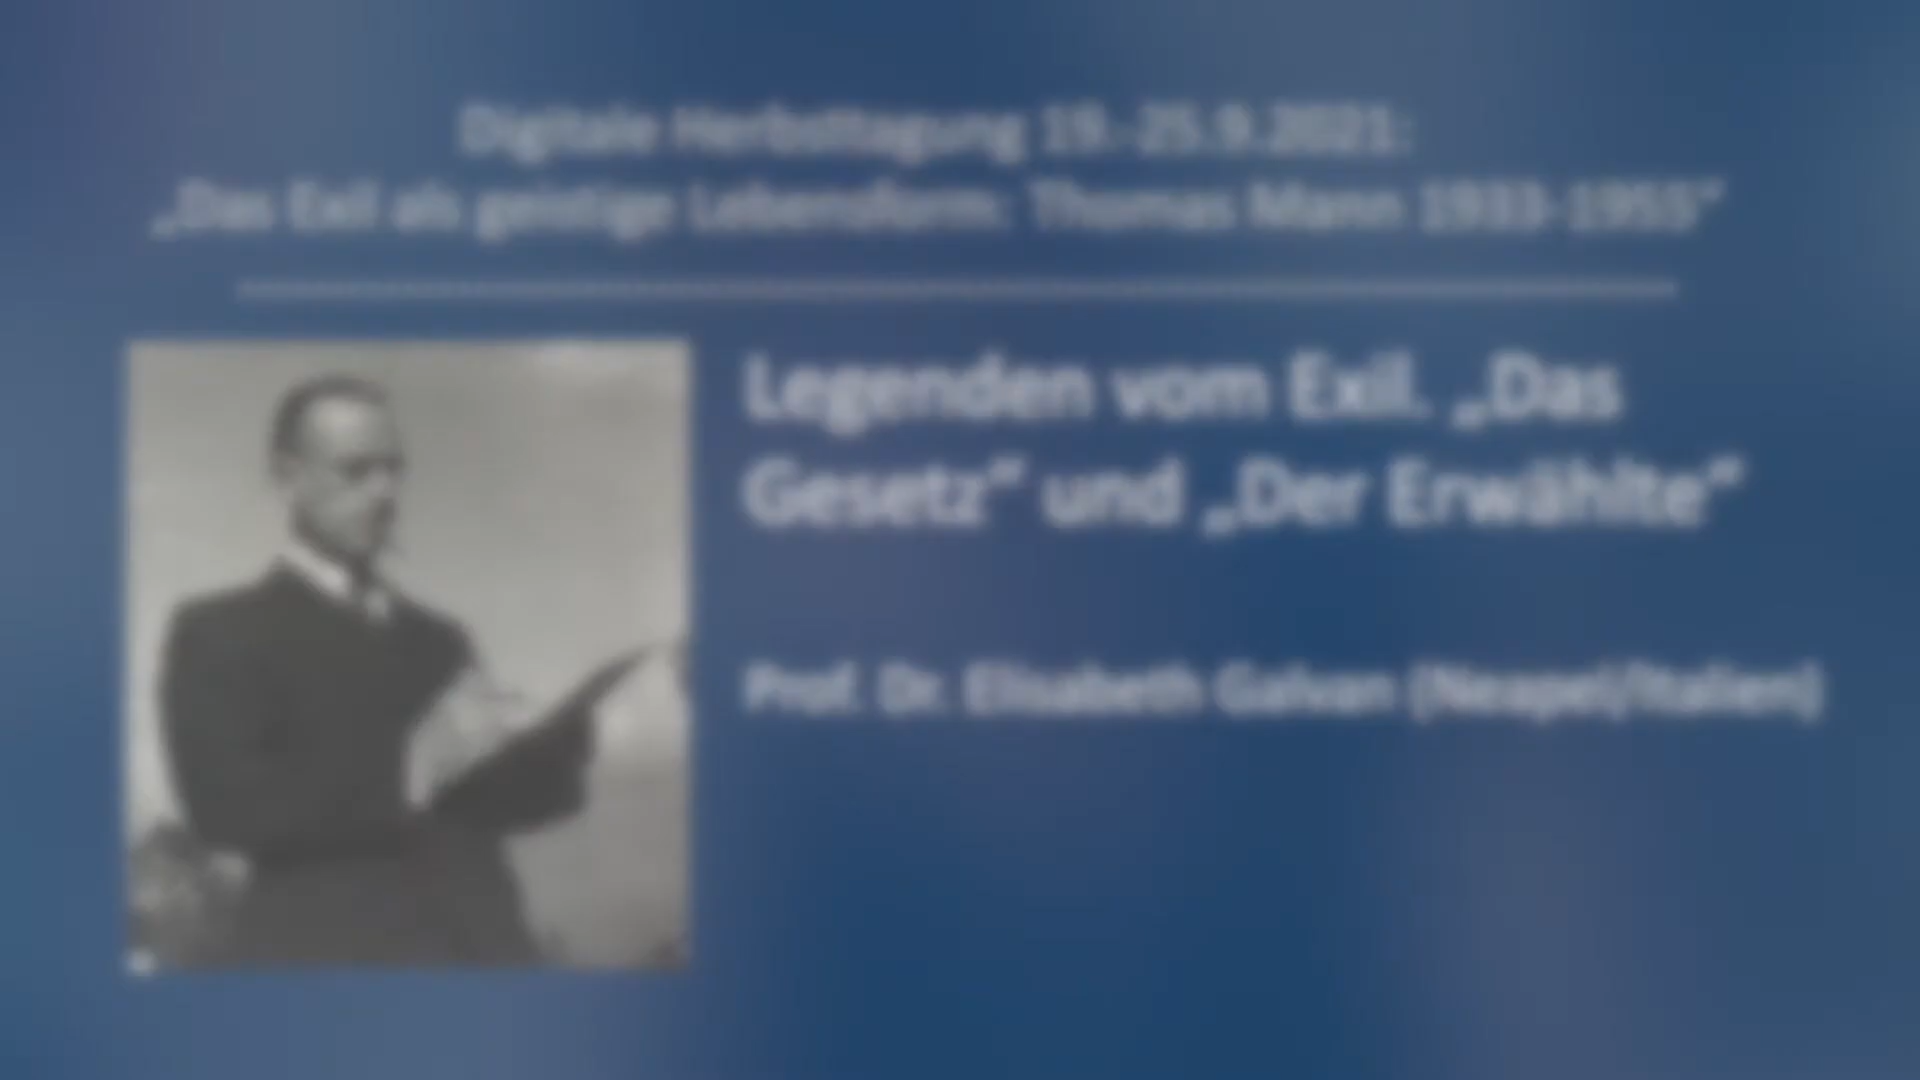 Digitale Herbsttagung 19.-25.9.2021:
„Das Exil als geistige Lebensform: Thomas Mann 1933-1955“
Legenden vom Exil. „Das
Gesetz“ und „Der Erwählte“
Prof. Dr. Elisabeth Galvan (Neapel/Italien)